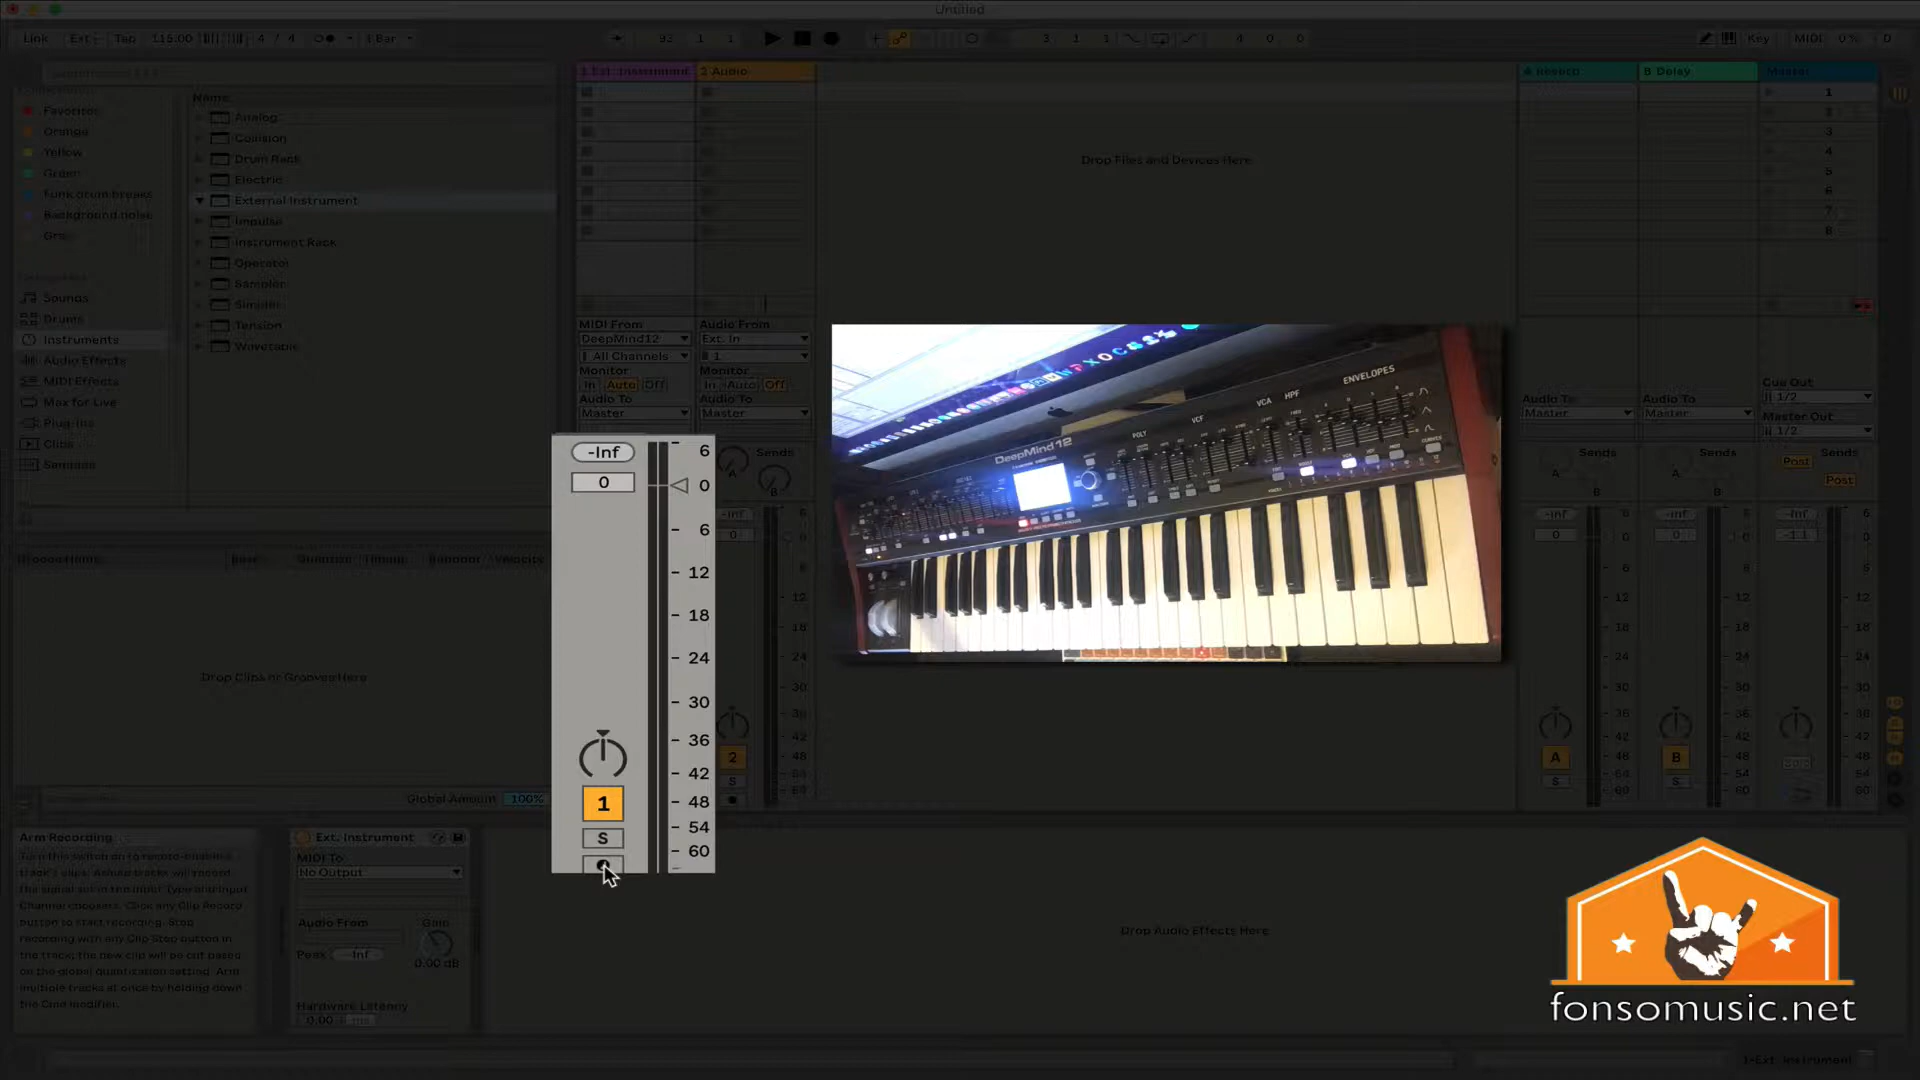 Untitled
Link Ext Tap 115.00 4 / 4 1 Bar 92 1 1 3 1 1 4 0 0 Key MIDI 0 % D
1 Ext. Instrument 2 Audio A Reverb B Delay Master
Name
Favorites
Orange
Yellow
Green
Funk drum breaks
Background noise
Analog
Collision
Drum Rack
Electric
External Instrument
Impulse
Instrument Rack
Operator
Sampler
Simpler
Tension
Wavetable
Sounds
Drums
Instruments
Audio Effects
MIDI Effects
Max for Live
Plug-ins
Clips
Samples
1
2
3
4
5
6
7
8
Drop Files and Devices Here
MIDI From Audio From
DeepMind12 Ext. In
All Channels 1
Monitor Monitor
In Auto Off In Auto Off
Audio To Audio To
Master Master
Audio To Audio To
Master Master
Cue Out
1/2
Master Out
1/2
Sends
A
B
Sends
A
B
Sends
A
B
Sends
Post
Post
-Inf
0
6
0
6
12
18
24
30
36
42
48
54
60
1
S
-Inf -Inf -Inf
0 0 -1.1
6 6 6
0 0 0
6 6 6
12 12 12
18 18 18
24 24 24
30 30 30
36 36 36
42 42 42
48 48 48
54 54 54
60 60 60
2 A B Solo
S S S
DeepMind 12
POLY VCF VCA HPF ENVELOPES
CURVES
Groove Name Base Quantize Timing Random Velocity
Drop Clips or Grooves Here
Global Amount 100%
Arm Recording
Turn this switch on to record-enable a
track's clips. Armed tracks will record
the signal set in the Input Type and Input
Channel choosers. Click any Clip Record
button to start recording. Stop
recording with any Clip Stop button in
the track; the new clip will be cut based
on the global quantization setting. Arm
multiple tracks at once by holding down
the Cmd modifier.
Ext. Instrument
MIDI To
No Output
Audio From Gain
Peak -Inf
0.00 dB
Hardware Latency
0.00 ms
Drop Audio Effects Here
fonsomusic.net
1-Ext. Instrument